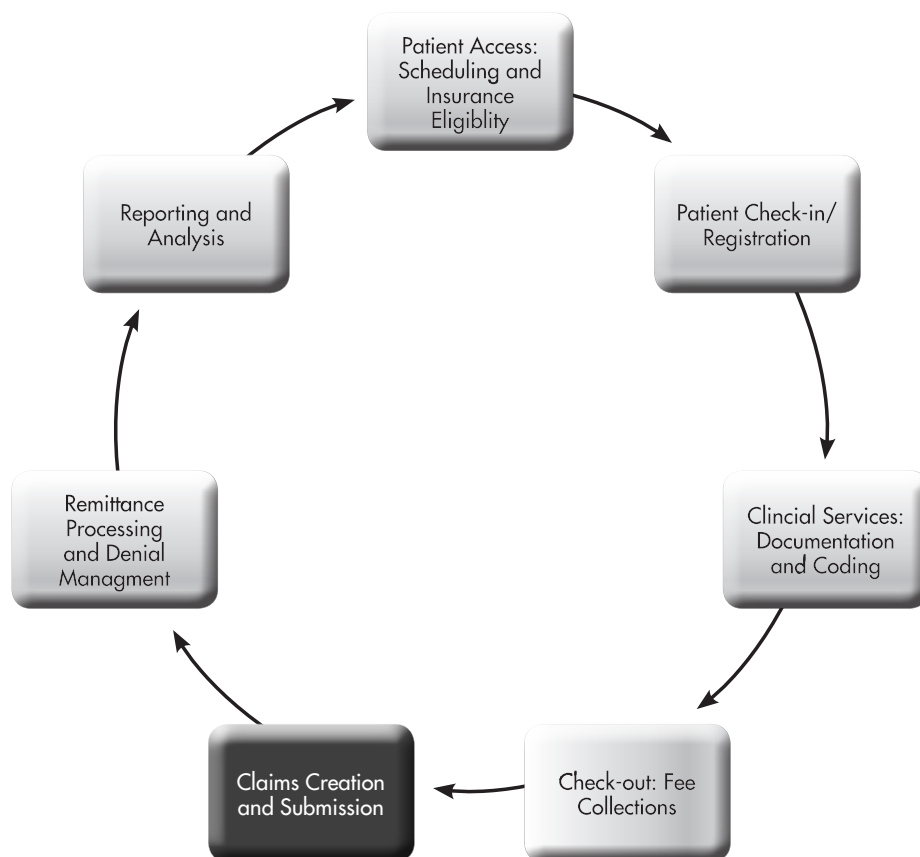 Patient Access:
Scheduling and
Insurance
Eligiblity
Patient Check-in/
Registration
Clincial Services:
Documentation
and Coding
Check-out: Fee
Collections
Claims Creation
and Submission
Remittance
Processing
and Denial
Managment
Reporting and
Analysis